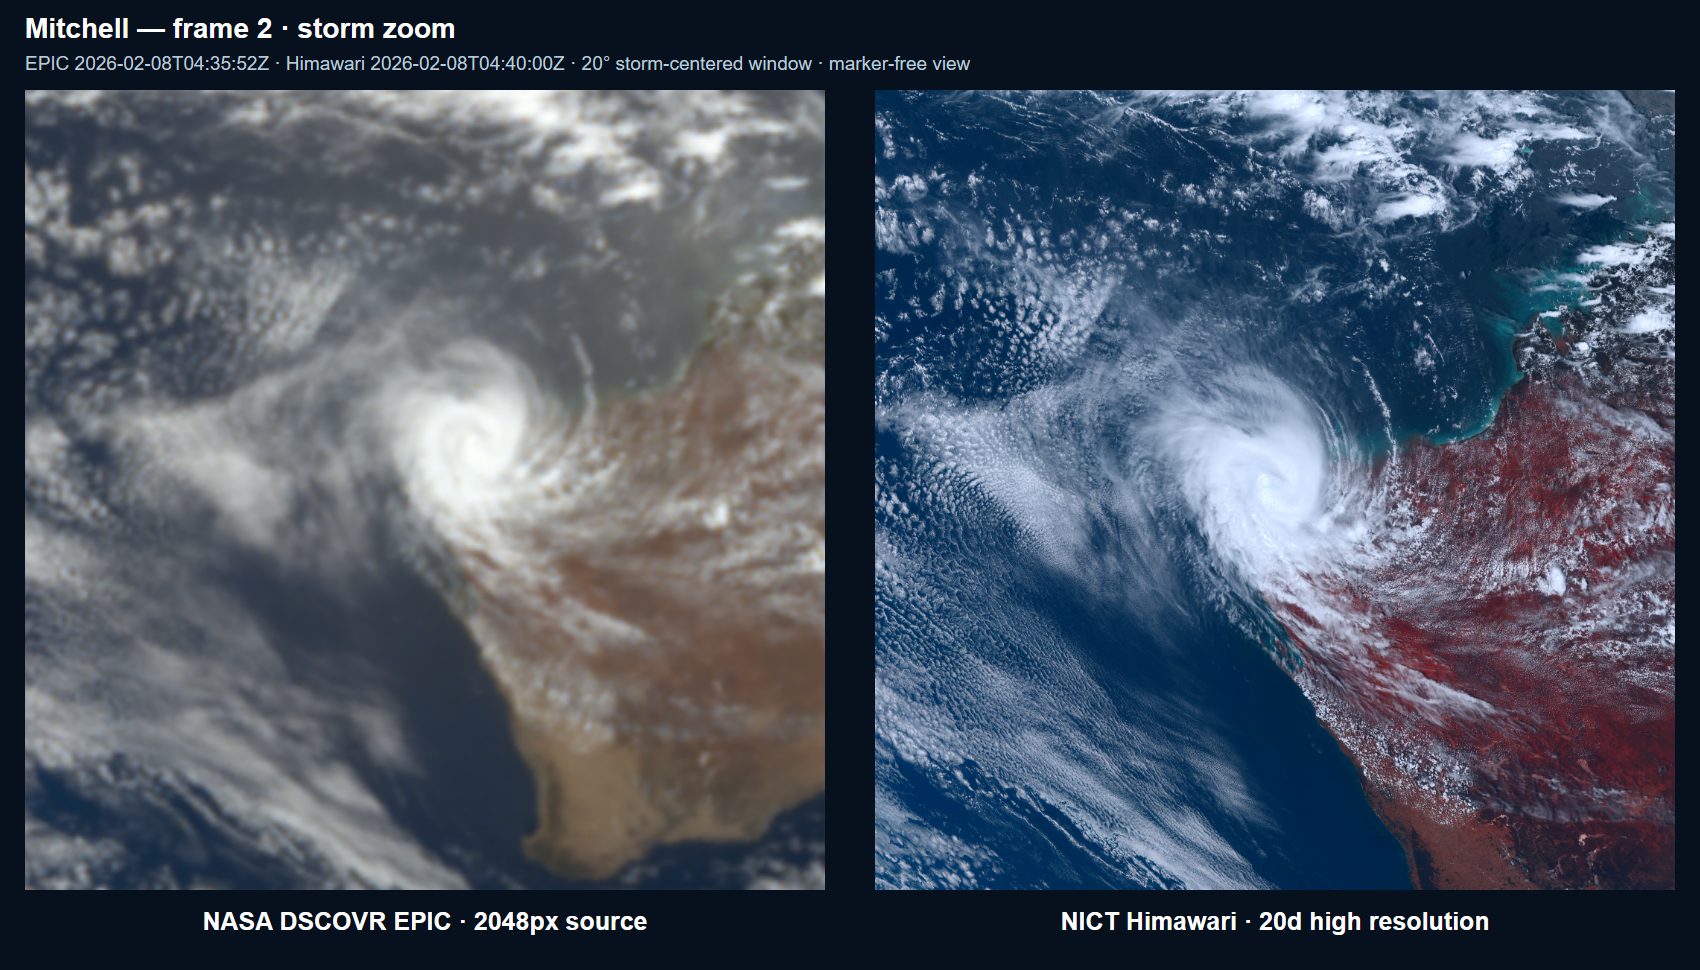 Mitchell — frame 2 · storm zoom
EPIC 2026-02-08T04:35:52Z · Himawari 2026-02-08T04:40:00Z · 20° storm-centered window · marker-free view
NASA DSCOVR EPIC · 2048px source
NICT Himawari · 20d high resolution